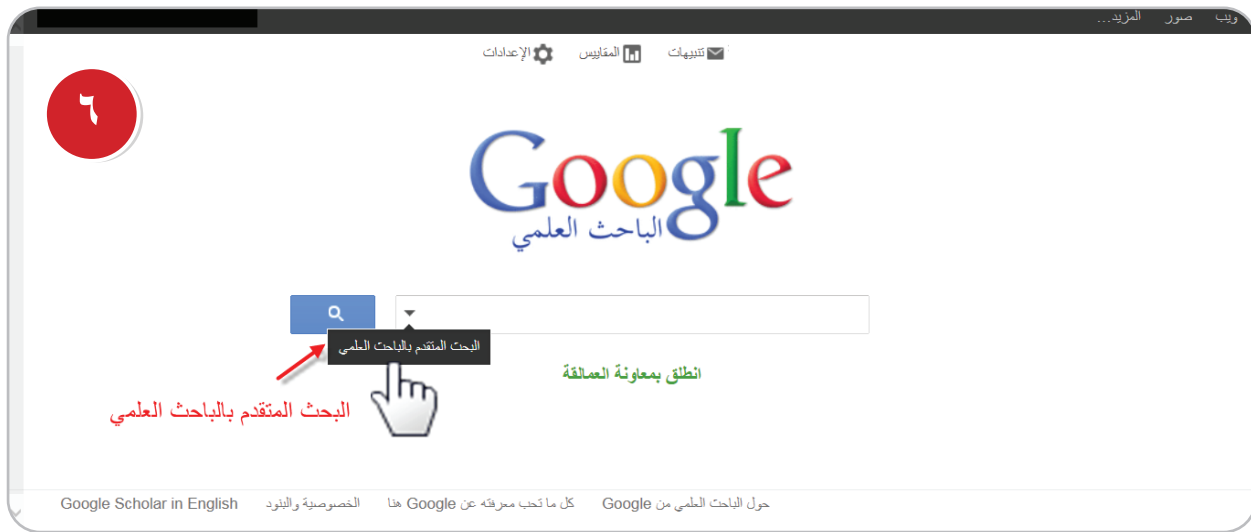 ويب صور المزيد...
تنبيهات المقاييس الإعدادات
٦
Google
الباحث العلمي
البحث المتقدم بالباحث العلمي
انطلق بمعاونة العمالقة
البحث المتقدم بالباحث العلمي
حول الباحث العلمي من Google كل ما تحب معرفته عن Google هنا الخصوصية والبنود Google Scholar in English